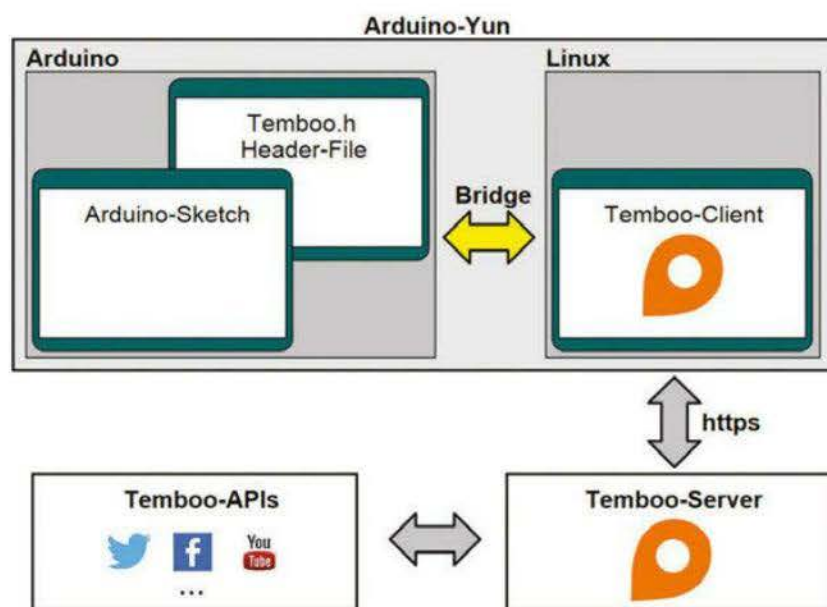 Arduino-Yun
Arduino
Linux
Temboo.h
Header-File
Arduino-Sketch
Bridge
Temboo-Client
https
Temboo-APIs
You
Tube
f
...
Temboo-Server